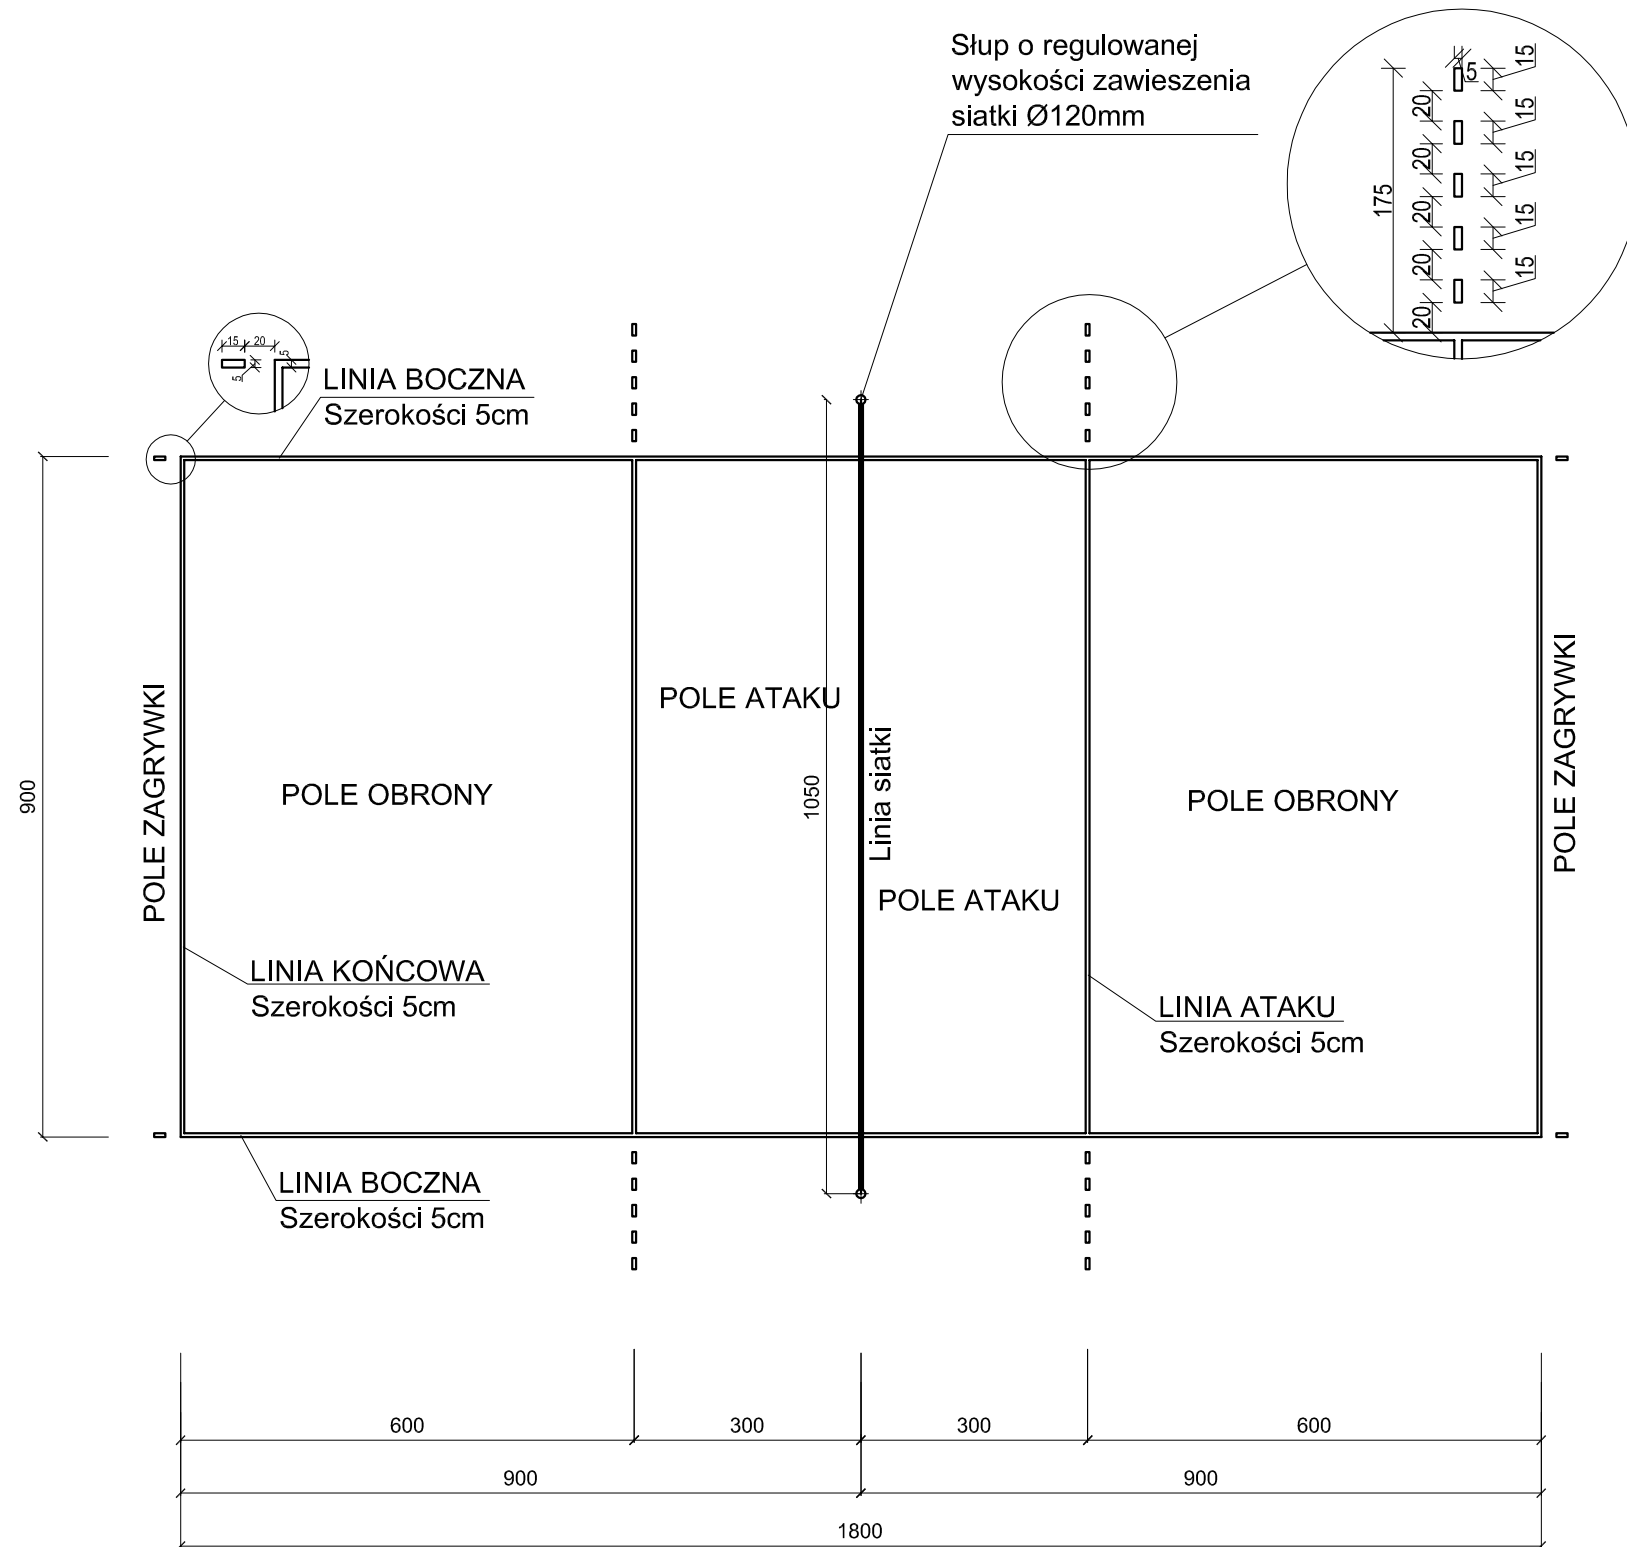 Słup o regulowanej
wysokości zawieszenia
siatki Ø120mm
5
15
15
15
15
15
20
20
20
20
20
175
15
20
5
5
LINIA BOCZNA
Szerokości 5cm
900
POLE ZAGRYWKI
POLE OBRONY
POLE ATAKU
1050
Linia siatki
POLE ATAKU
POLE OBRONY
POLE ZAGRYWKI
LINIA KOŃCOWA
Szerokości 5cm
LINIA ATAKU
Szerokości 5cm
LINIA BOCZNA
Szerokości 5cm
600
300
300
600
900
900
1800